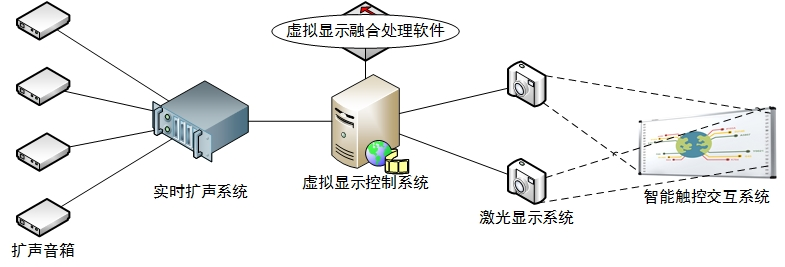 虚拟显示融合处理软件
实时扩声系统
虚拟显示控制系统
智能触控交互系统
激光显示系统
扩声音箱